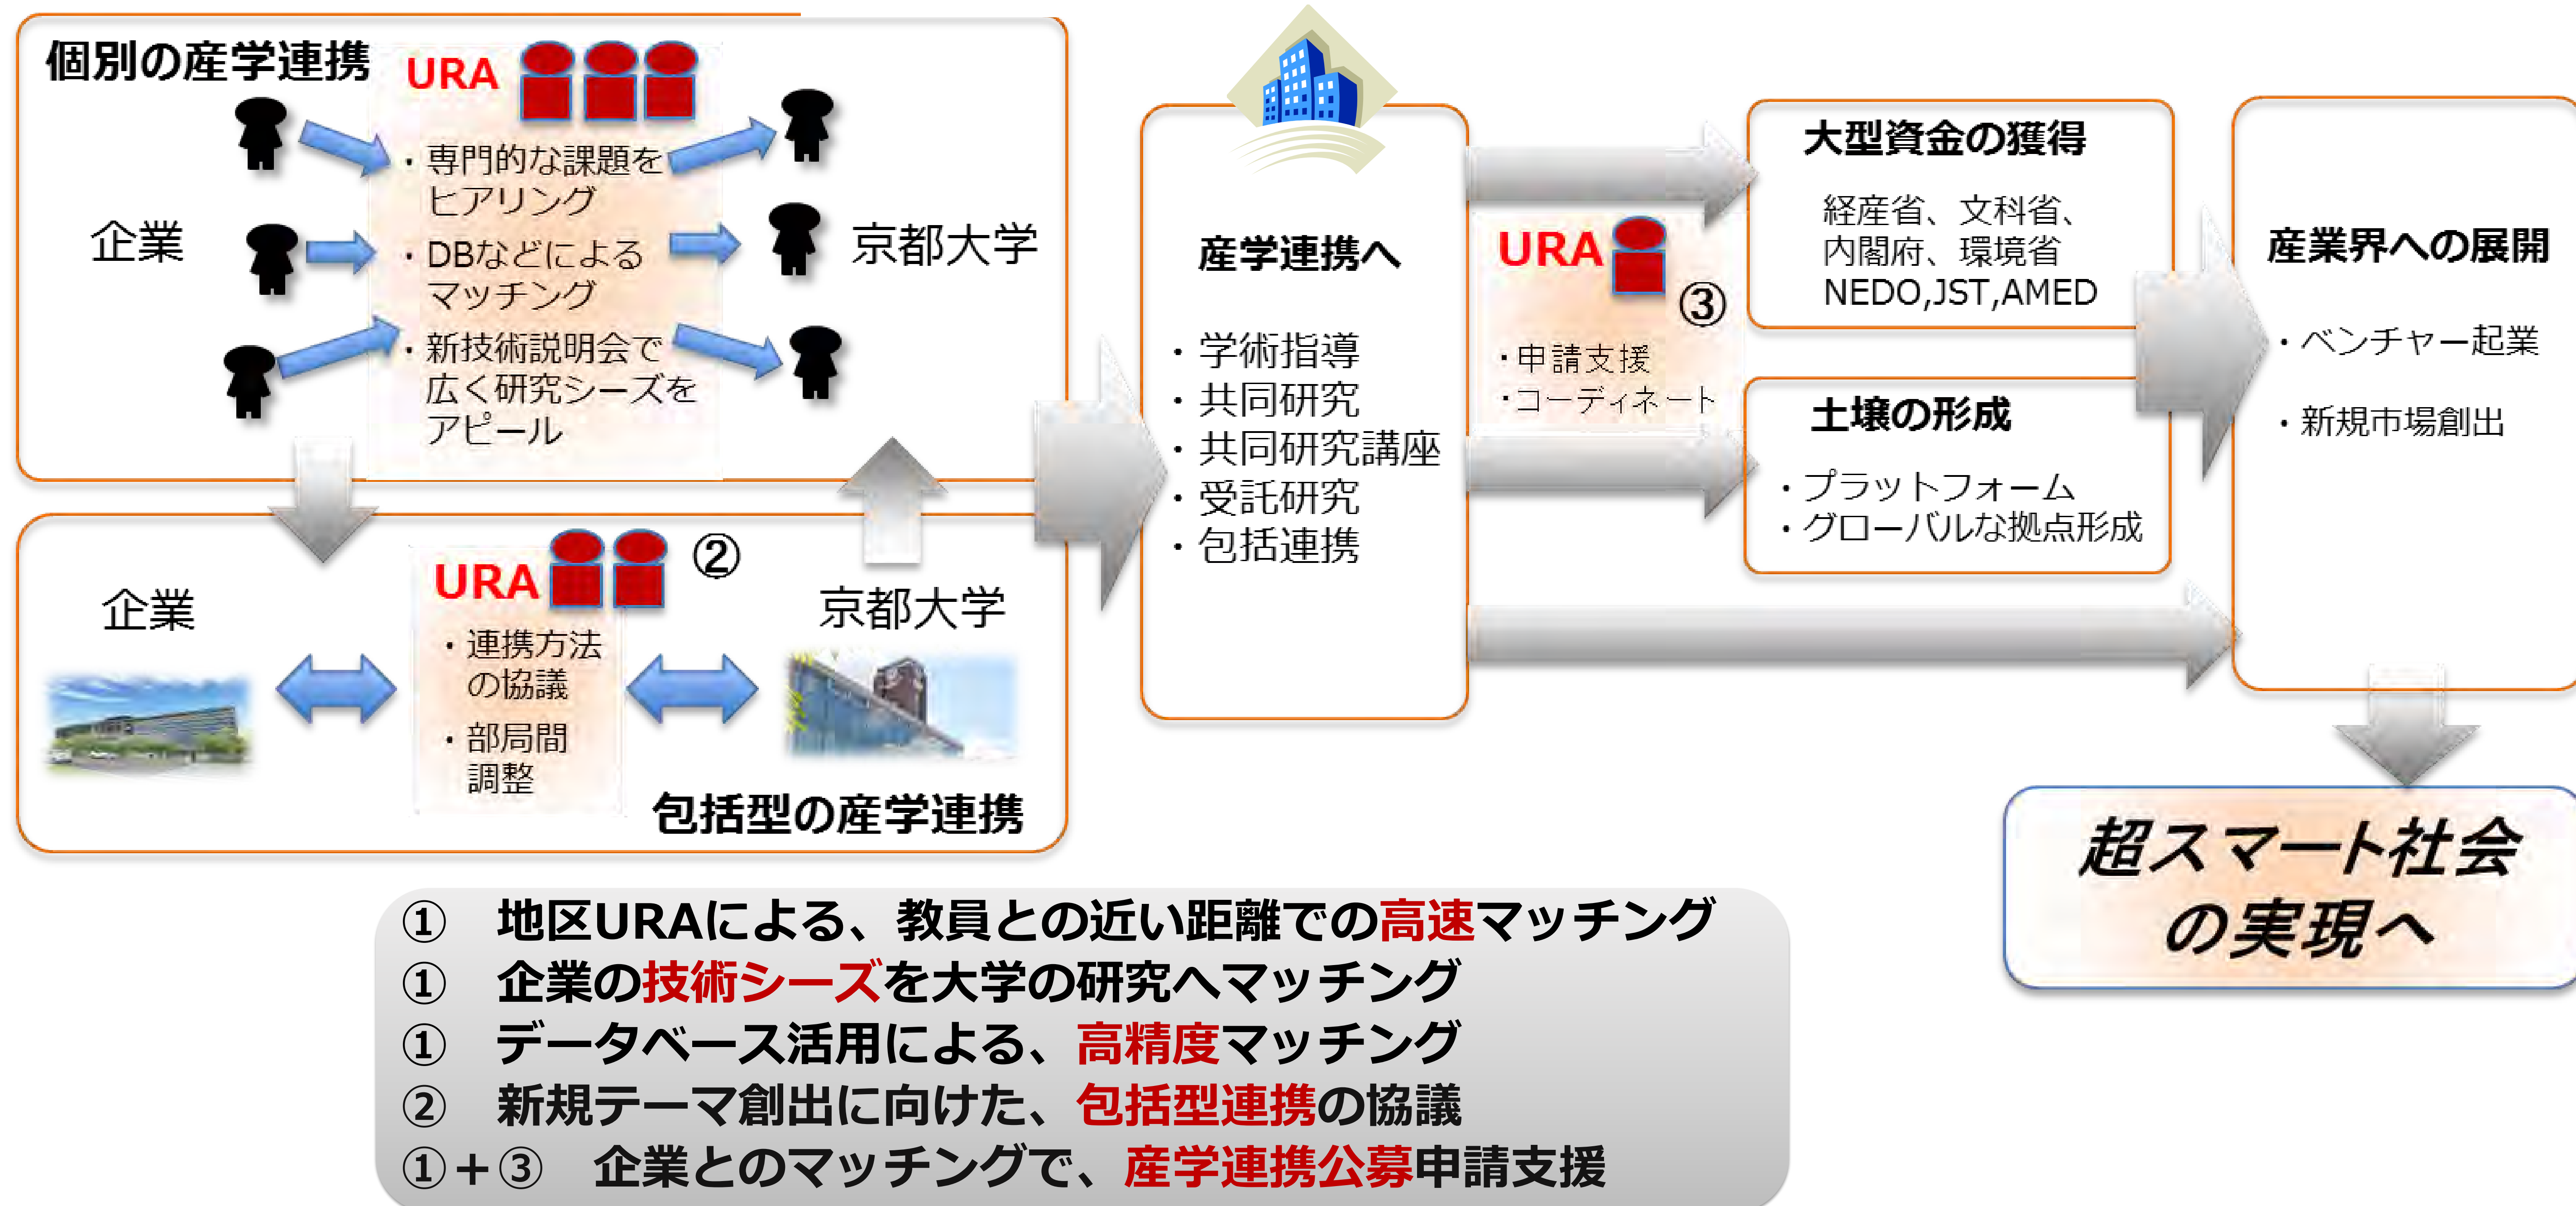 個別の産学連携
URA
企業
・専門的な課題を
ヒアリング
・DBなどによる
マッチング
・新技術説明会で
広く研究シーズを
アピール
京都大学
企業
URA
②
・連携方法
の協議
・部局間
調整
京都大学
包括型の産学連携
産学連携へ
・学術指導
・共同研究
・共同研究講座
・受託研究
・包括連携
URA
③
・申請支援
・コーディネート
大型資金の獲得
経産省、文科省、
内閣府、環境省
NEDO,JST,AMED
土壌の形成
・プラットフォーム
・グローバルな拠点形成
産業界への展開
・ベンチャー起業
・新規市場創出
超スマート社会
の実現へ
①　地区URAによる、教員との近い距離での高速マッチング
①　企業の技術シーズを大学の研究へマッチング
①　データベース活用による、高精度マッチング
②　新規テーマ創出に向けた、包括型連携の協議
①+③　企業とのマッチングで、産学連携公募申請支援